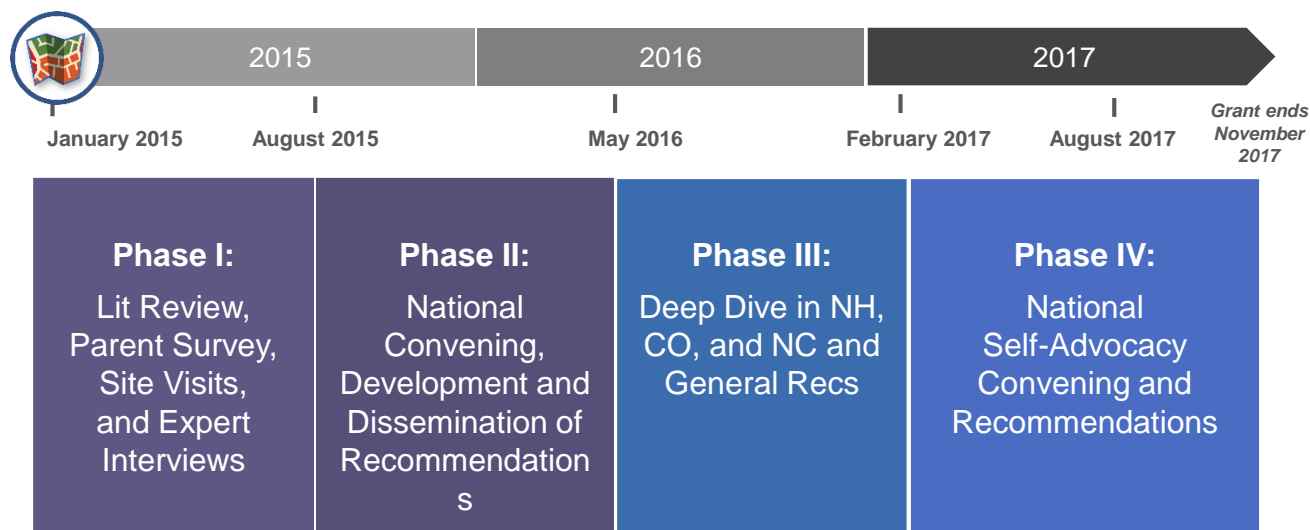 2015
2016
2017
January 2015
August 2015
May 2016
February 2017
August 2017
Grant ends
November
2017
Phase I:
Lit Review,
Parent Survey,
Site Visits,
and Expert
Interviews
Phase II:
National
Convening,
Development and
Dissemination of
Recommendation
s
Phase III:
Deep Dive in NH,
CO, and NC and
General Recs
Phase IV:
National
Self-Advocacy
Convening and
Recommendations